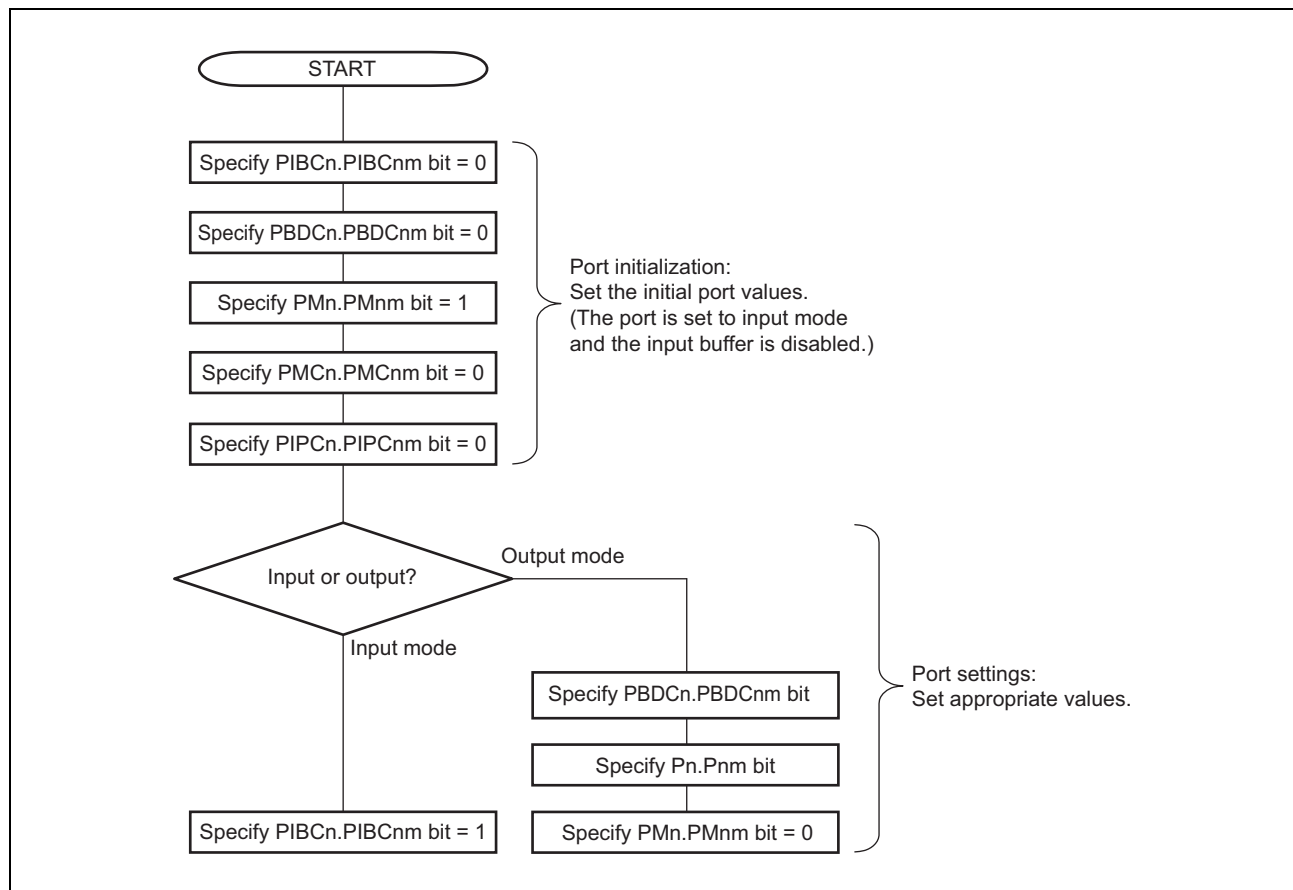 START
Specify PIBCn.PIBCnm bit = 0
Specify PBDCn.PBDCnm bit = 0
Specify PMn.PMnm bit = 1
Specify PMCn.PMCnm bit = 0
Specify PIPCn.PIPCnm bit = 0
Port initialization:
Set the initial port values.
(The port is set to input mode
and the input buffer is disabled.)
Input or output?
Output mode
Input mode
Specify PBDCn.PBDCnm bit
Specify Pn.Pnm bit
Specify PIBCn.PIBCnm bit = 1
Specify PMn.PMnm bit = 0
Port settings:
Set appropriate values.